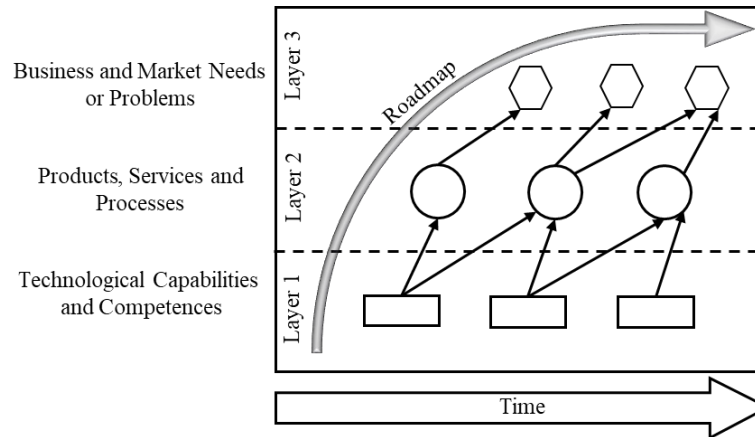 Business and Market Needs
or Problems
Layer 3
Roadmap
Products, Services and
Processes
Layer 2
Technological Capabilities
and Competences
Layer 1
Time